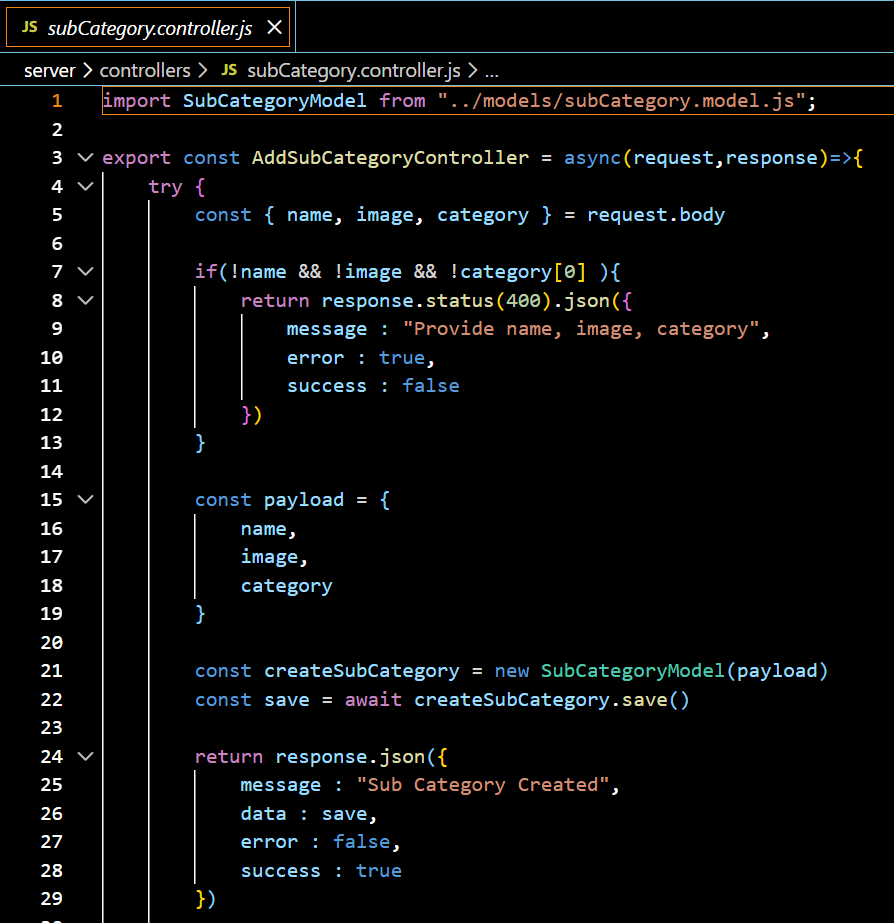 JS subCategory.controller.js ×
server > controllers > JS subCategory.controller.js > ...
1 import SubCategoryModel from "../models/subCategory.model.js";
2
3 export const AddSubCategoryController = async(request,response)=>{
4     try {
5         const { name, image, category } = request.body
6
7         if(!name && !image && !category[0] ){
8             return response.status(400).json({
9                 message : "Provide name, image, category",
10                 error : true,
11                 success : false
12             })
13         }
14
15         const payload = {
16             name,
17             image,
18             category
19         }
20
21         const createSubCategory = new SubCategoryModel(payload)
22         const save = await createSubCategory.save()
23
24         return response.json({
25             message : "Sub Category Created",
26             data : save,
27             error : false,
28             success : true
29         })